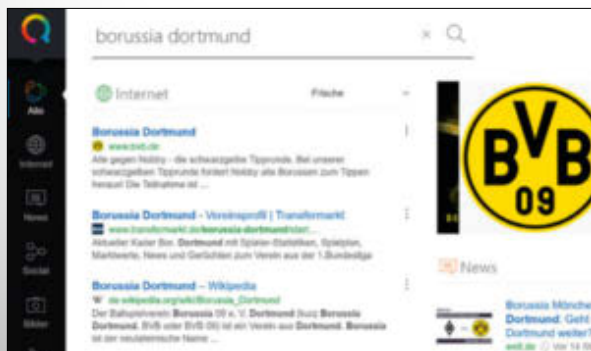 borussia dortmund
×
Internet
Frische
Alle
Borussia Dortmund
www.bvb.de
Alle gegen Nobby - die schwarzgelbe Tipprunde. Bei unserer
schwarzgelben Tipprunde fordert Nobby alle Borussen zum Tippen
heraus! Die Teilnahme ist ...
Internet
News
Borussia Dortmund - Vereinsprofil | Transfermarkt
www.transfermarkt.de/borussia-dortmund/start...
Aktueller Kader Bor. Dortmund mit Spieler-Statistiken, Spielplan,
Marktwerte, News und Gerüchten zum Verein aus der 1.Bundesliga
Social
Borussia Dortmund – Wikipedia
W de.wikipedia.org/wiki/Borussia_Dortmund
Der Ballspielverein Borussia 09 e. V. Dortmund (kurz Borussia
Dortmund, BVB oder BVB 09) ist ein Verein aus Dortmund. Borussia
ist der neulateinische Name ...
Bilder
BVB
09
News
Borussia Mönche
Dortmund. Geht
Dortmund weiter?
welt.de Vor 14